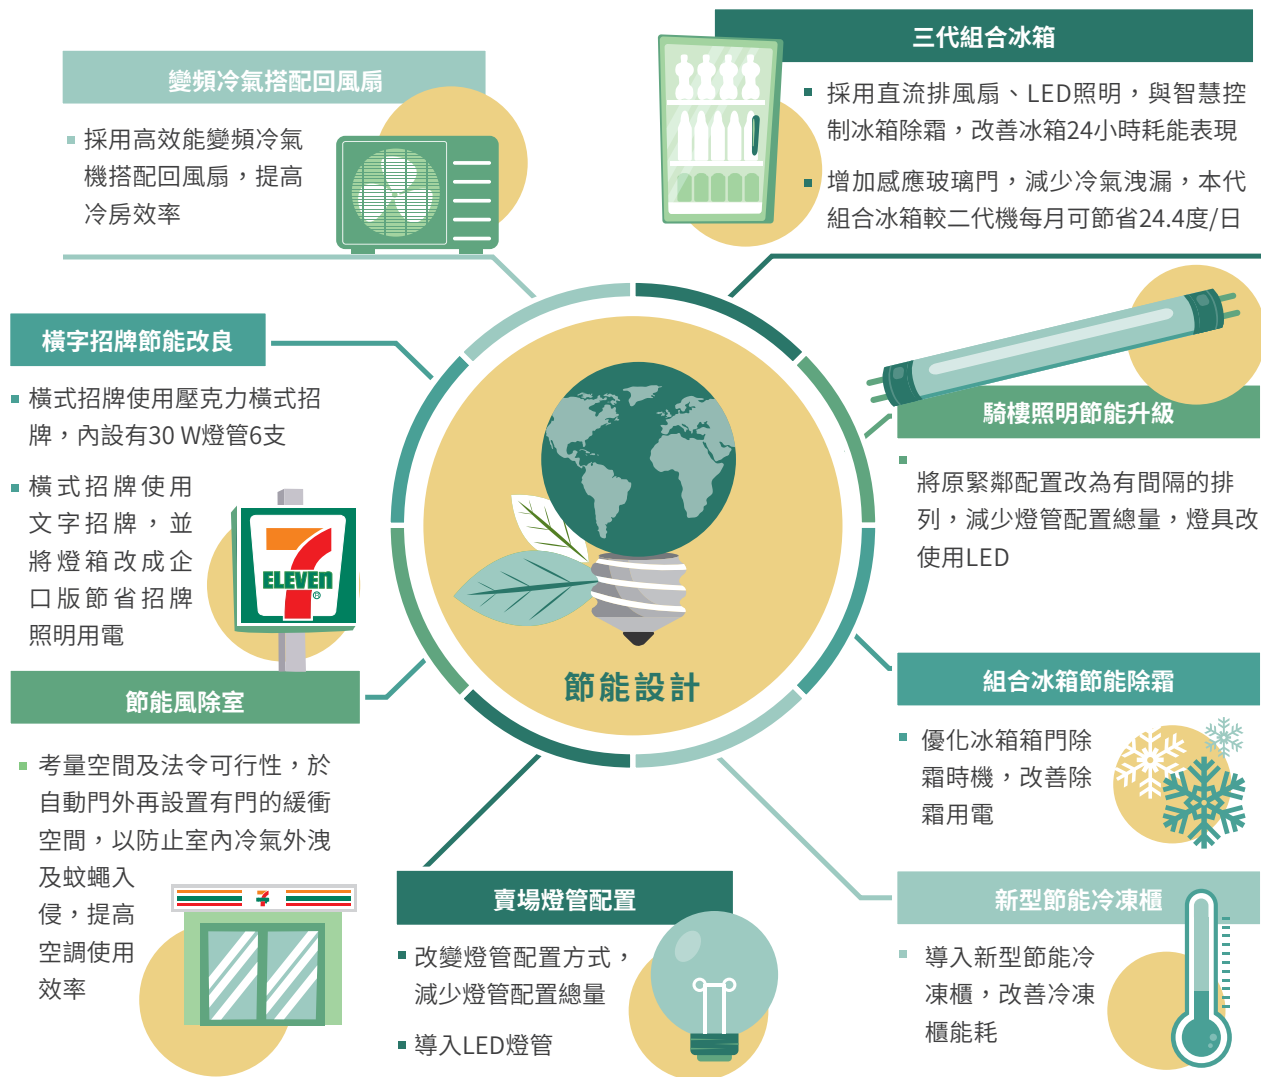 變頻冷氣搭配回風扇
採用高效能變頻冷氣
機搭配回風扇，提高
冷房效率
三代組合冰箱
採用直流排風扇、LED照明，與智慧控
制冰箱除霜，改善冰箱24小時耗能表現
增加感應玻璃門，減少冷氣洩漏，本代
組合冰箱較二代機每月可節省24.4度/日
橫字招牌節能改良
橫式招牌使用壓克力橫式招
牌，內設有30 W燈管6支
橫式招牌使用
文字招牌，並
將燈箱改成企
口版節省招牌
照明用電
7
ELEVEN
®
騎樓照明節能升級
將原緊鄰配置改為有間隔的排
列，減少燈管配置總量，燈具改
使用LED
節能設計
節能風除室
考量空間及法令可行性，於
自動門外再設置有門的緩衝
空間，以防止室內冷氣外洩
及蚊蠅入
侵，提高
空調使用
效率
7
組合冰箱節能除霜
優化冰箱箱門除
霜時機，改善除
霜用電
賣場燈管配置
改變燈管配置方式，
減少燈管配置總量
導入LED燈管
新型節能冷凍櫃
導入新型節能冷
凍櫃，改善冷凍
櫃能耗